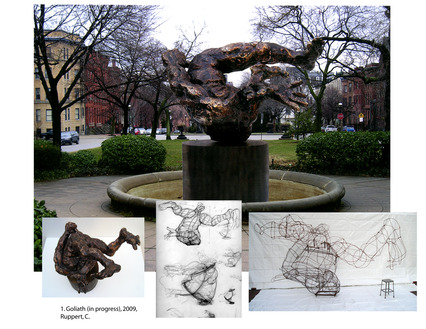 1. Goliath (in progress), 2009,
Ruppert, C.